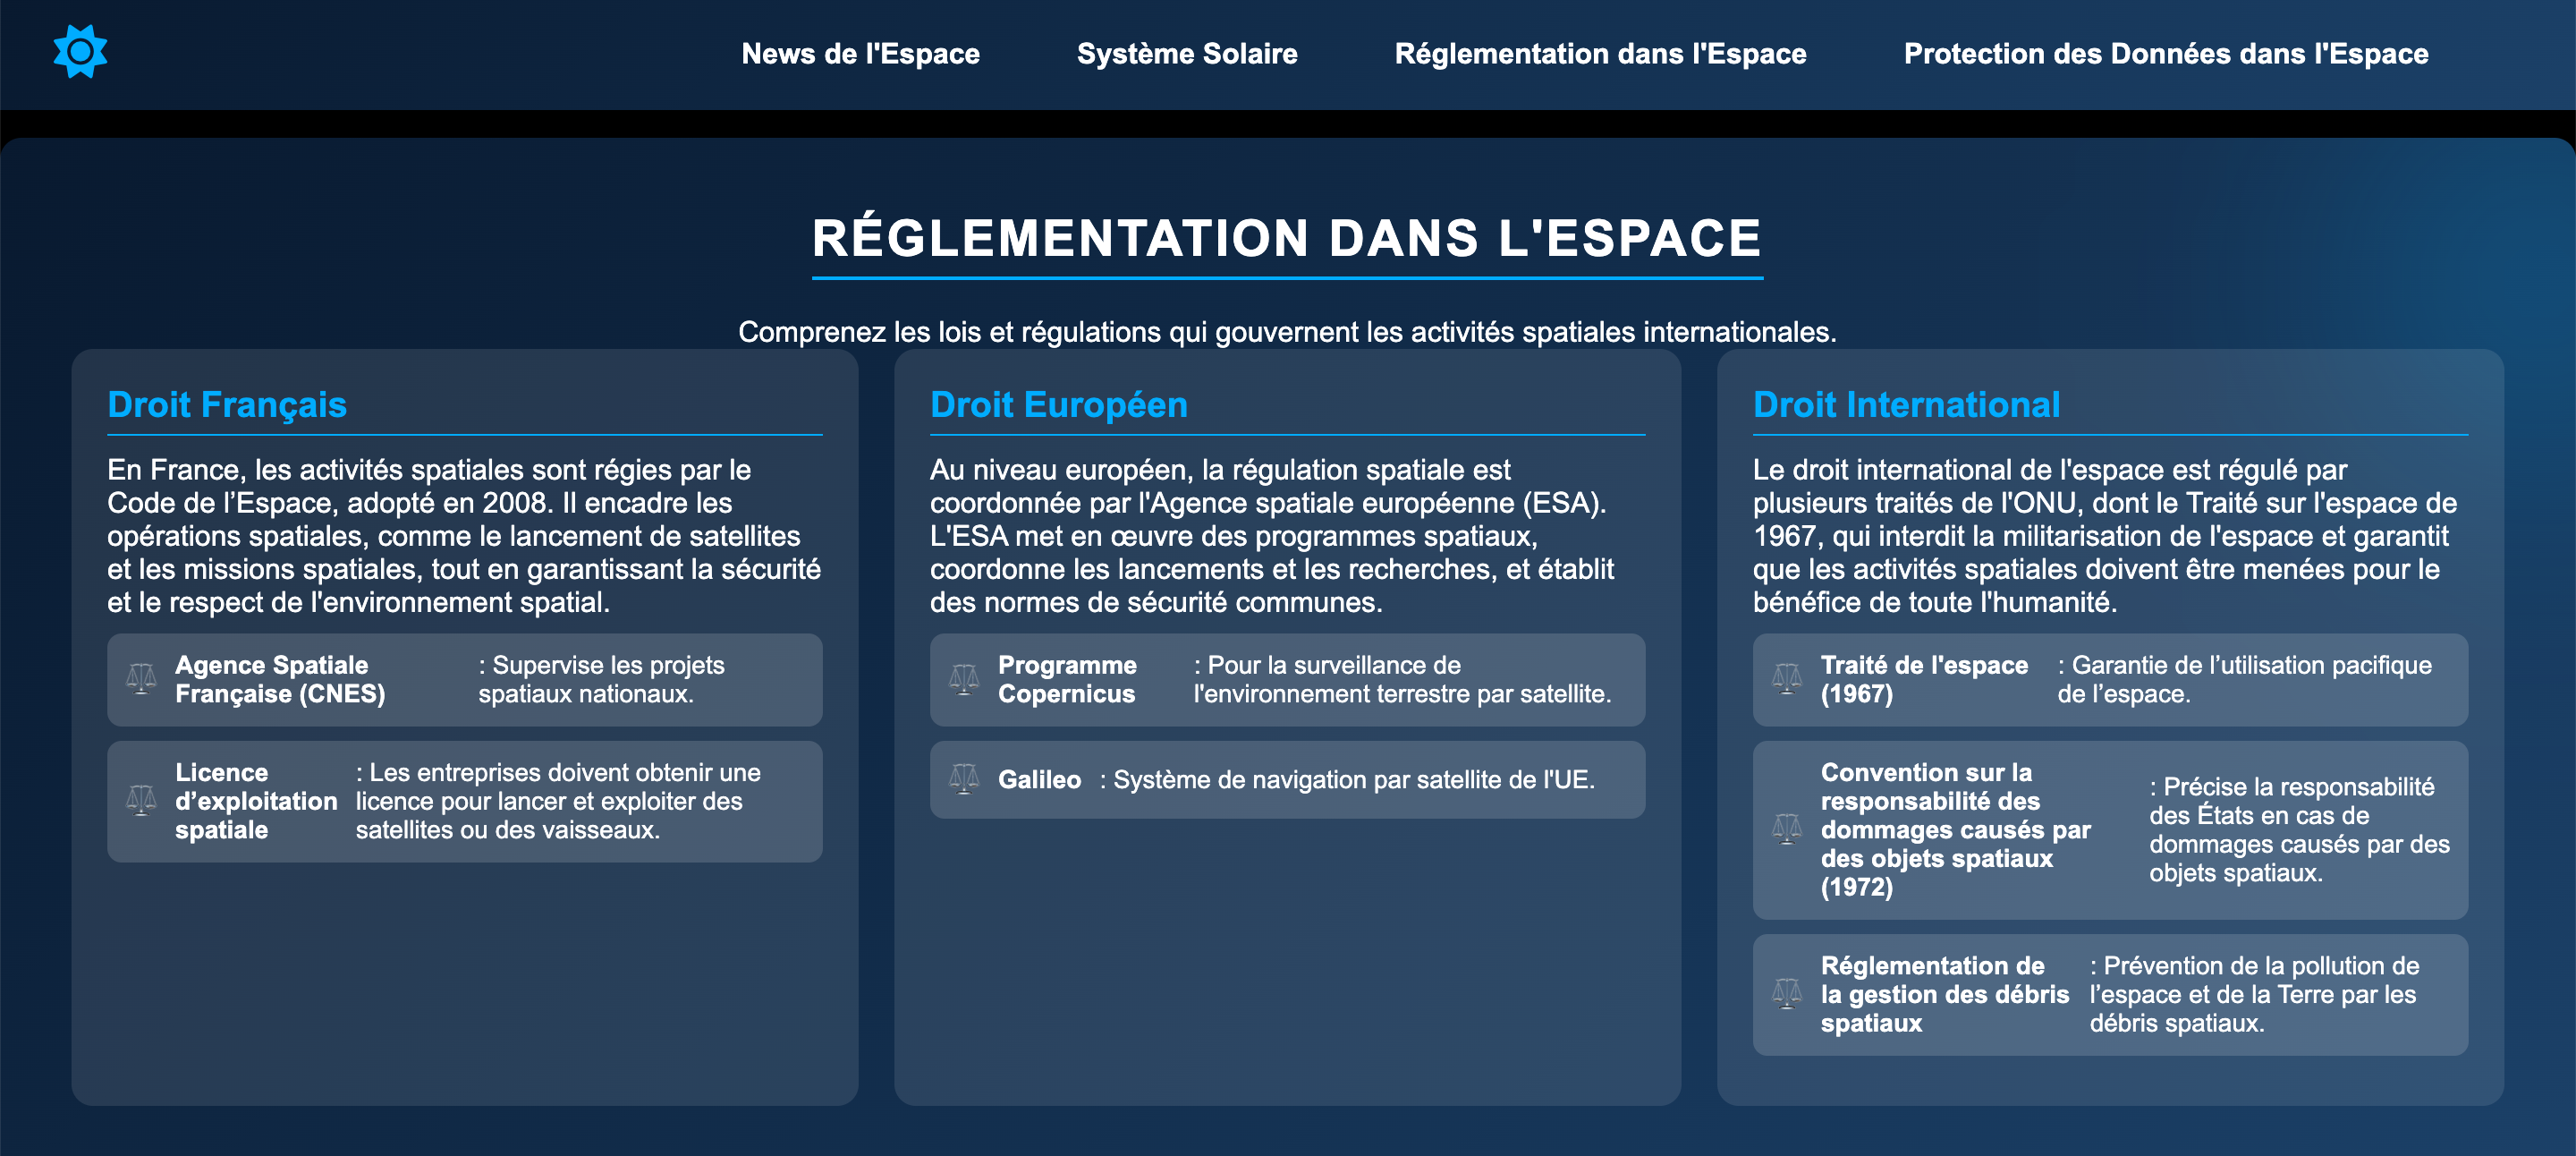 News de l'Espace
Système Solaire
Réglementation dans l'Espace
Protection des Données dans l'Espace
RÉGLEMENTATION DANS L'ESPACE
Comprenez les lois et régulations qui gouvernent les activités spatiales internationales.
Droit Français
En France, les activités spatiales sont régies par le
Code de l’Espace, adopté en 2008. Il encadre les
opérations spatiales, comme le lancement de satellites
et les missions spatiales, tout en garantissant la sécurité
et le respect de l'environnement spatial.
Agence Spatiale
Française (CNES)
: Supervise les projets
spatiaux nationaux.
Licence
d’exploitation
spatiale
: Les entreprises doivent obtenir une
licence pour lancer et exploiter des
satellites ou des vaisseaux.
Droit Européen
Au niveau européen, la régulation spatiale est
coordonnée par l'Agence spatiale européenne (ESA).
L'ESA met en œuvre des programmes spatiaux,
coordonne les lancements et les recherches, et établit
des normes de sécurité communes.
Programme
Copernicus
: Pour la surveillance de
l'environnement terrestre par satellite.
Galileo
: Système de navigation par satellite de l'UE.
Droit International
Le droit international de l'espace est régulé par
plusieurs traités de l'ONU, dont le Traité sur l'espace de
1967, qui interdit la militarisation de l'espace et garantit
que les activités spatiales doivent être menées pour le
bénéfice de toute l'humanité.
Traité de l'espace
(1967)
: Garantie de l’utilisation pacifique
de l’espace.
Convention sur la
responsabilité des
dommages causés par
des objets spatiaux
(1972)
: Précise la responsabilité
des États en cas de
dommages causés par des
objets spatiaux.
Réglementation de
la gestion des débris
spatiaux
: Prévention de la pollution de
l’espace et de la Terre par les
débris spatiaux.